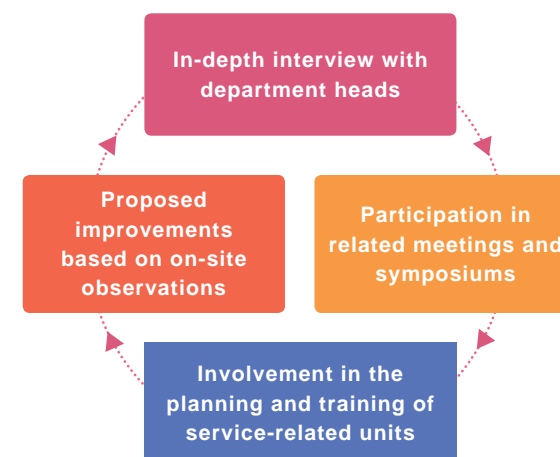 In-depth interview with
department heads
Proposed
improvements
based on on-site
observations
Participation in
related meetings and
symposiums
Involvement in the
planning and training of
service-related units